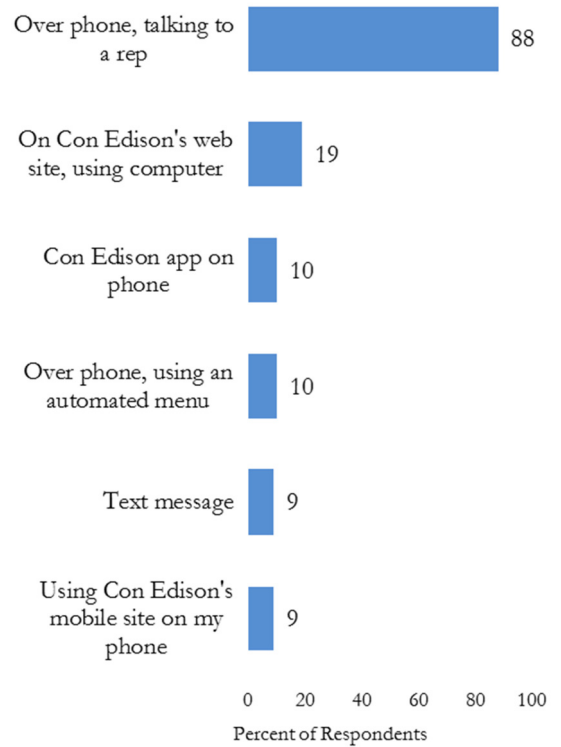 Over phone, talking to
a rep
88
On Con Edison's web
site, using computer
19
Con Edison app on
phone
10
Over phone, using an
automated menu
10
Text message
9
Using Con Edison's
mobile site on my
phone
9
0 20 40 60 80 100
Percent of Respondents